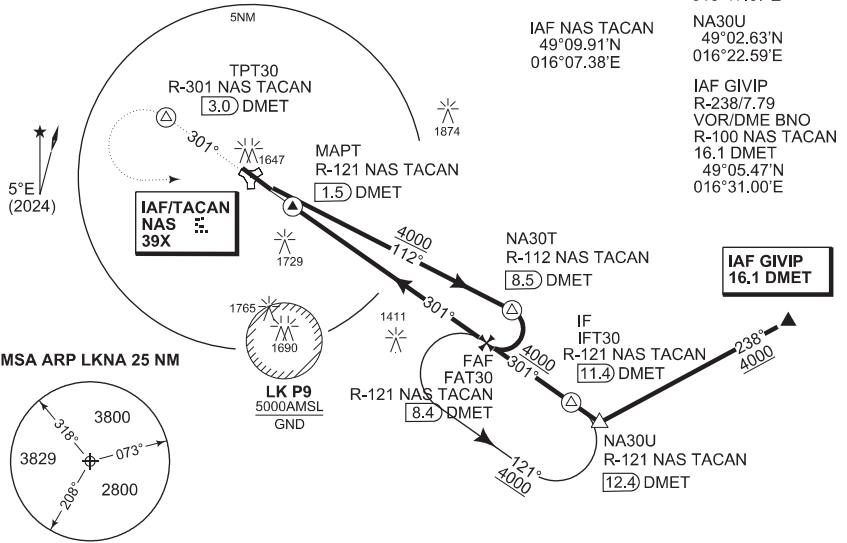 5NM
IAF NAS TACAN
49°09.91'N
016°07.38'E
NA30U
49°02.63'N
016°22.59'E
IAF GIVIP
R-238/7.79
VOR/DME BNO
R-100 NAS TACAN
16.1 DMET
49°05.47'N
016°31.00'E
TPT30
R-301 NAS TACAN
3.0 DMET
301°
1647
1874
MAPT
R-121 NAS TACAN
1.5 DMET
5°E
(2024)
IAF/TACAN
NAS
39X
1729
4000
112°
NA30T
R-112 NAS TACAN
8.5 DMET
IAF GIVIP
16.1 DMET
301°
1765
1690
1411
IF
IFT30
R-121 NAS TACAN
11.4 DMET
238°
4000
4000
301°
FAF
FAT30
R-121 NAS TACAN
8.4 DMET
MSA ARP LKNA 25 NM
LK P9
5000AMSL
GND
3800
318°
3829
073°
208°
2800
121°
4000
NA30U
R-121 NAS TACAN
12.4 DMET